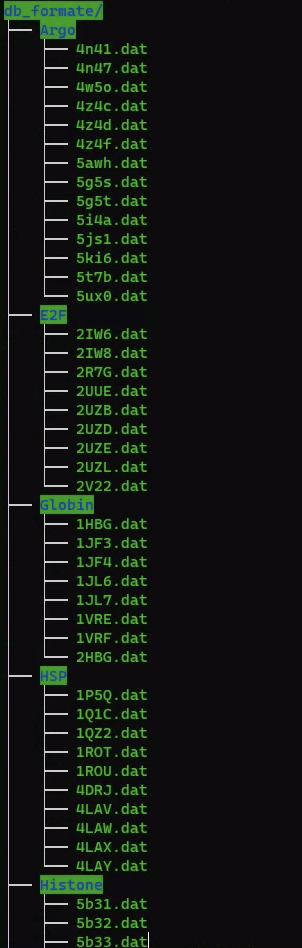 db_formate/
Argo
4n41.dat
4n47.dat
4w5o.dat
4z4c.dat
4z4d.dat
4z4f.dat
5awh.dat
5g5s.dat
5g5t.dat
5i4a.dat
5js1.dat
5ki6.dat
5t7b.dat
5ux0.dat
E2F
2IW6.dat
2IW8.dat
2R7G.dat
2UUE.dat
2UZB.dat
2UZD.dat
2UZE.dat
2UZL.dat
2V22.dat
Globin
1HBG.dat
1JF3.dat
1JF4.dat
1JL6.dat
1JL7.dat
1VRE.dat
1VRF.dat
2HBG.dat
HSP
1P5Q.dat
1Q1C.dat
1QZ2.dat
1ROT.dat
1ROU.dat
4DRJ.dat
4LAV.dat
4LAW.dat
4LAX.dat
4LAY.dat
Histone
5b31.dat
5b32.dat
5b33.dat